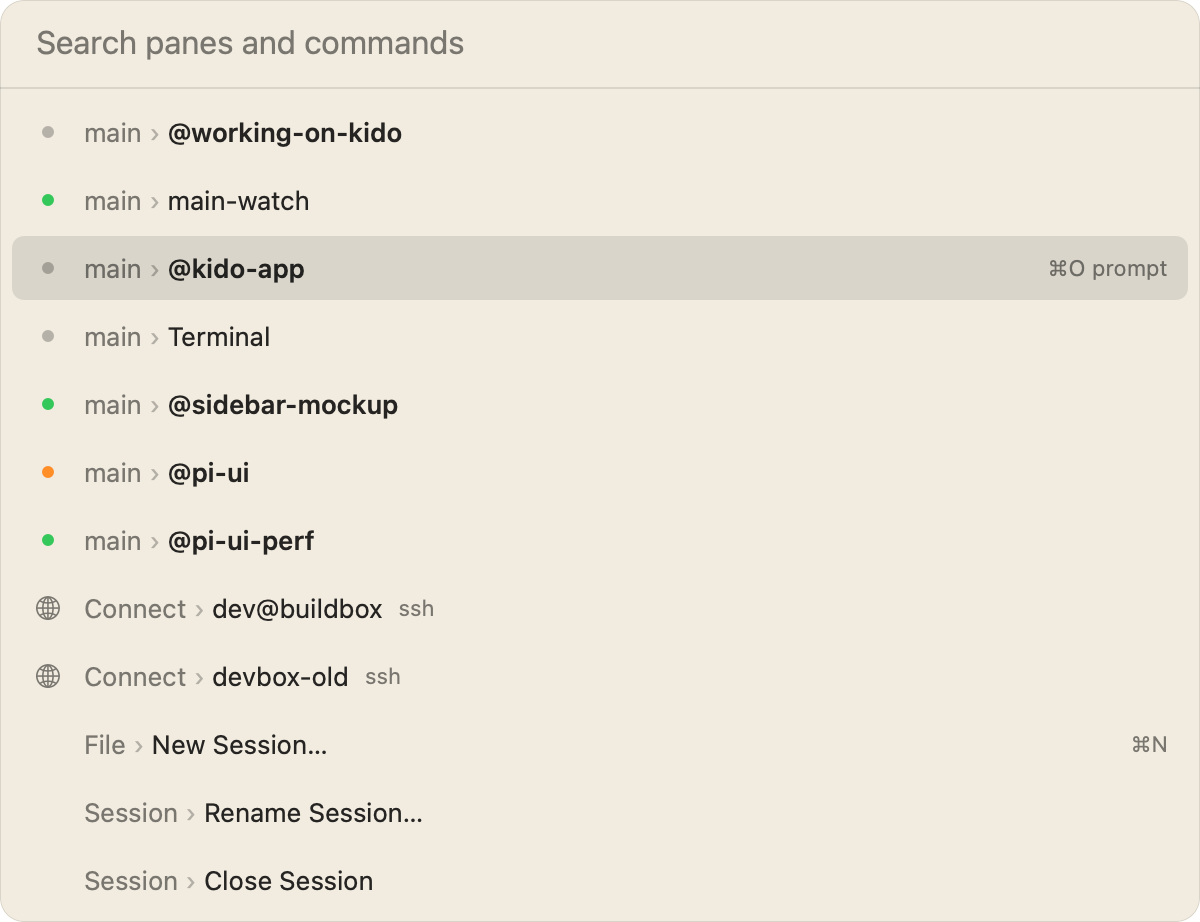 Search panes and commands
main › @working-on-kido
main › main-watch
main › @kido-app ⌘O prompt
main › Terminal
main › @sidebar-mockup
main › @pi-ui
main › @pi-ui-perf
Connect › dev@buildbox ssh
Connect › devbox-old ssh
File › New Session... ⌘N
Session › Rename Session...
Session › Close Session